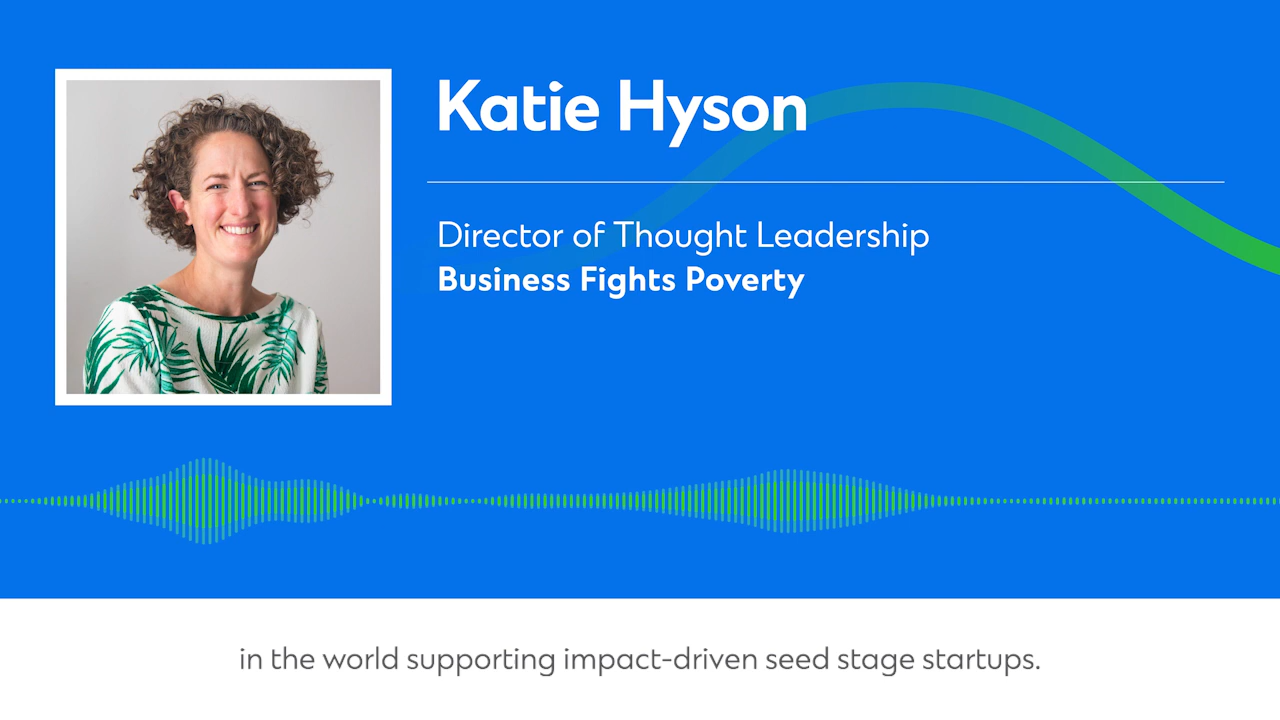 Katie Hyson
Director of Thought Leadership
Business Fights Poverty
in the world supporting impact-driven seed stage startups.